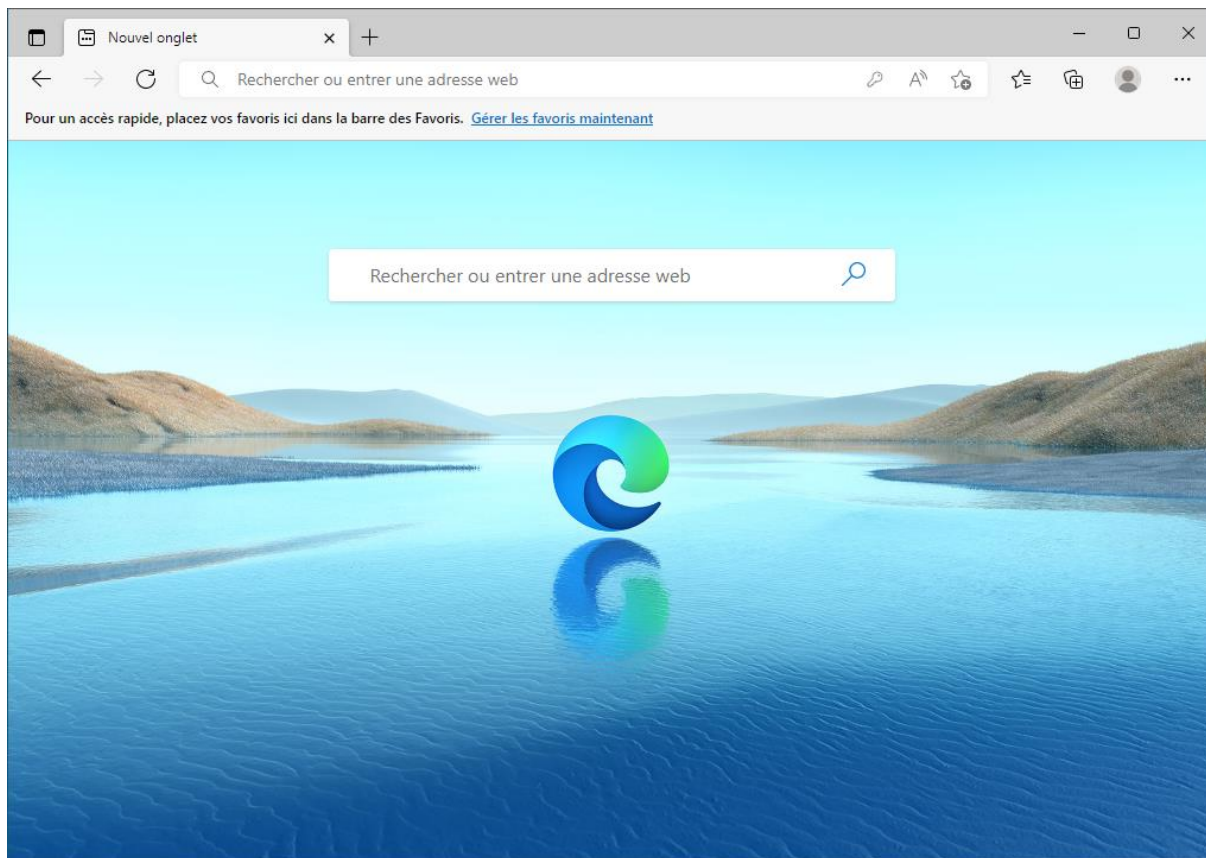 Nouvel onglet
Rechercher ou entrer une adresse web
Pour un accès rapide, placez vos favoris ici dans la barre des Favoris. Gérer les favoris maintenant
Rechercher ou entrer une adresse web